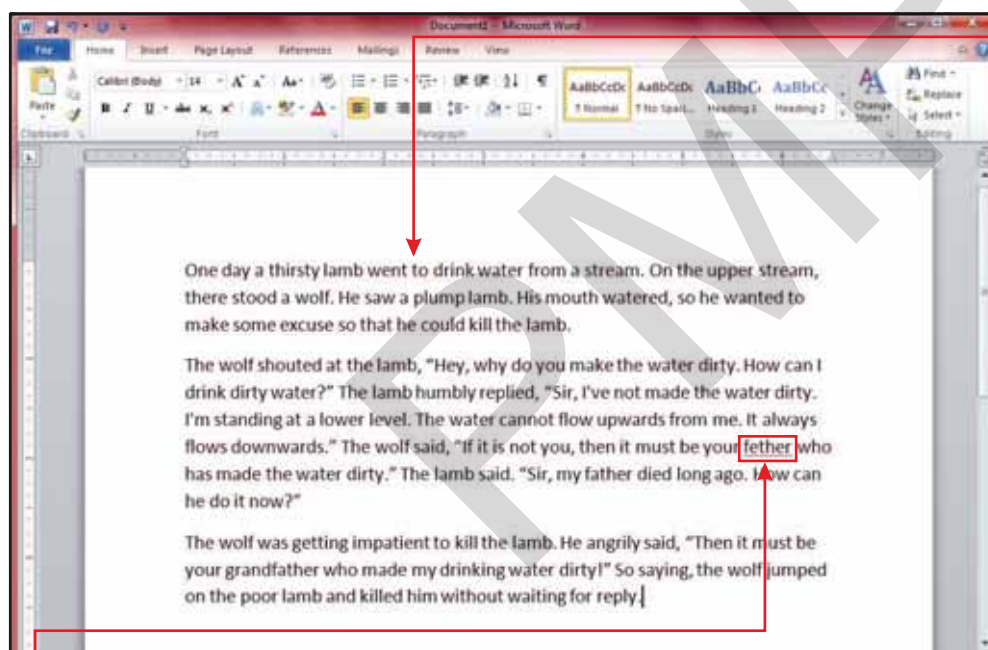 Document1 - Microsoft Word
File Home Insert Page Layout References Mailings Review View
Calibri (Body) 14 Find
Paste B I U abc AaBbCcDc AaBbCcDc AaBbC AaBbCc Change Styles Replace
¶ Normal ¶ No Spaci... Heading 1 Heading 2 Select
Clipboard Font Paragraph Styles Editing
One day a thirsty lamb went to drink water from a stream. On the upper stream,
there stood a wolf. He saw a plump lamb. His mouth watered, so he wanted to
make some excuse so that he could kill the lamb.
The wolf shouted at the lamb, "Hey, why do you make the water dirty. How can I
drink dirty water?" The lamb humbly replied, "Sir, I've not made the water dirty.
I'm standing at a lower level. The water cannot flow upwards from me. It always
flows downwards." The wolf said, "If it is not you, then it must be your fether who
has made the water dirty." The lamb said. "Sir, my father died long ago. How can
he do it now?"
The wolf was getting impatient to kill the lamb. He angrily said, "Then it must be
your grandfather who made my drinking water dirty!" So saying, the wolf jumped
on the poor lamb and killed him without waiting for reply.